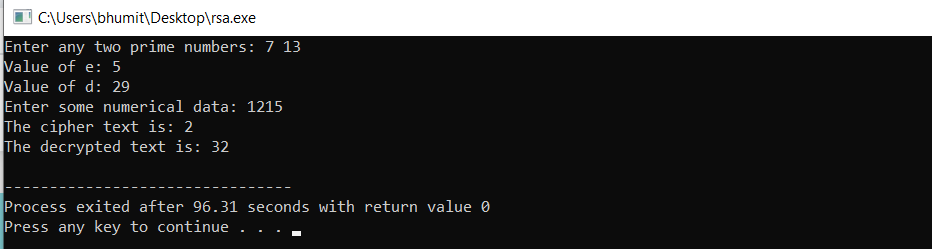 C:\Users\bhumit\Desktop\rsa.exe
Enter any two prime numbers: 7 13
Value of e: 5
Value of d: 29
Enter some numerical data: 1215
The cipher text is: 2
The decrypted text is: 32
--------------------------------
Process exited after 96.31 seconds with return value 0
Press any key to continue . . .